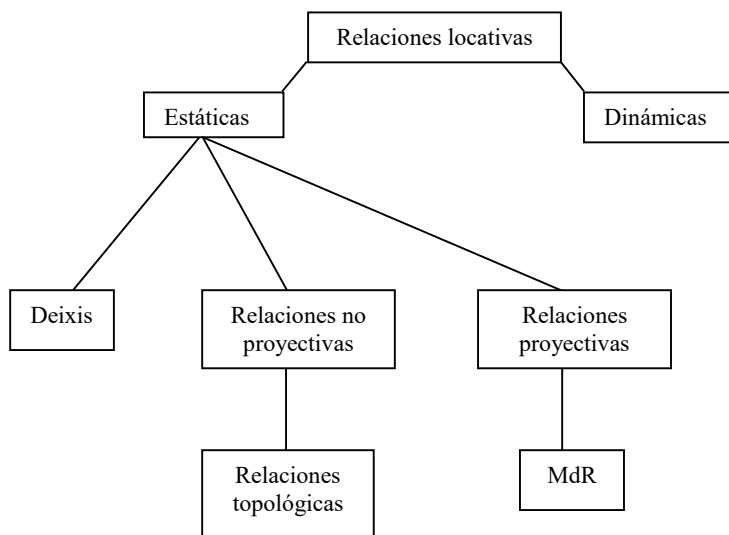 Relaciones locativas
Estáticas
Dinámicas
Deixis
Relaciones no
proyectivas
Relaciones
proyectivas
Relaciones
topológicas
MdR